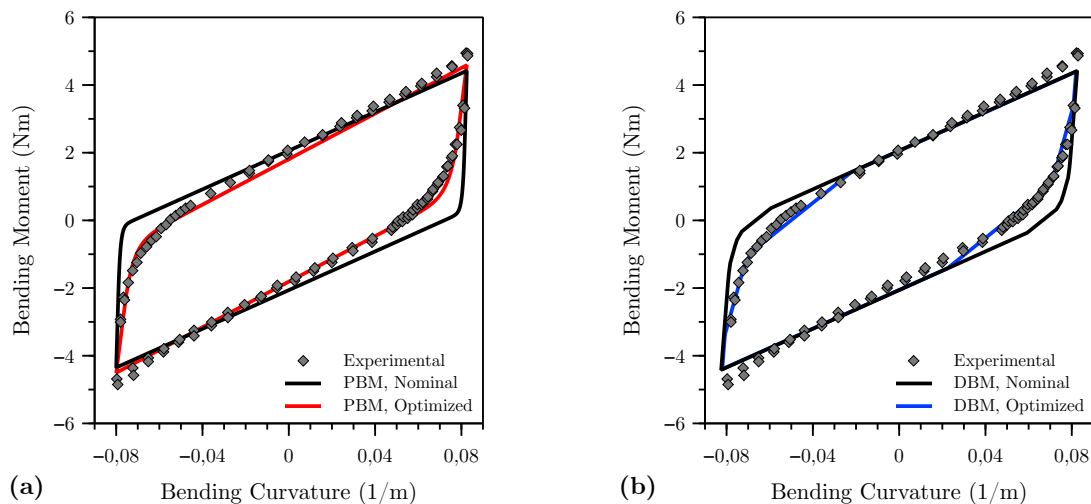 6
4
2
0
−2
−4
−6
Bending Moment (Nm)
Experimental
PBM, Nominal
PBM, Optimized
−0,08
−0,04
0
0,04
0,08
(a)
Bending Curvature (1/m)
6
4
2
0
−2
−4
−6
Bending Moment (Nm)
Experimental
DBM, Nominal
DBM, Optimized
−0,08
−0,04
0
0,04
0,08
(b)
Bending Curvature (1/m)